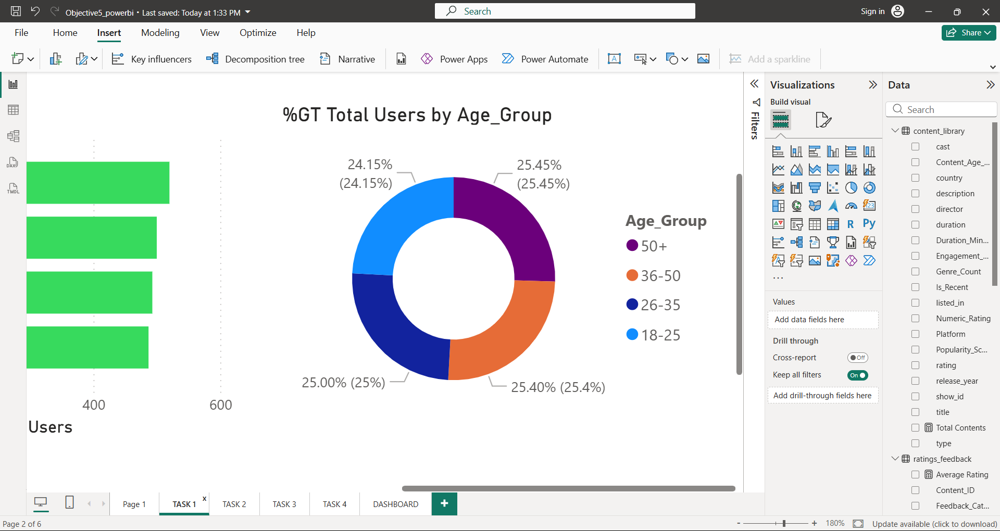 Objective5_powerbi • Last saved: Today at 1:33 PM
Search
Sign in
File Home Insert Modeling View Optimize Help
Share
Key influencers Decomposition tree Narrative Power Apps Power Automate Add a sparkline
DAX
TMDL
%GT Total Users by Age_Group
24.15%
(24.15%)
25.45%
(25.45%)
25.00% (25%)
25.40% (25.4%)
Age_Group
50+
36-50
26-35
18-25
400 600
Users
Filters
Visualizations
Build visual
123
R Py
...
Values
Add data fields here
Drill through
Cross-report Off
Keep all filters On
Add drill-through fields here
Data
Search
content_library
cast
Content_Age_...
country
description
director
duration
Duration_Min...
Engagement_...
Genre_Count
Is_Recent
listed_in
Numeric_Rating
Platform
Popularity_Sc...
rating
release_year
show_id
title
Total Contents
type
ratings_feedback
Average Rating
Content_ID
Feedback_Cat...
Page 1 TASK 1 x TASK 2 TASK 3 TASK 4 DASHBOARD +
Page 2 of 6
- + 180% Update available (click to download)